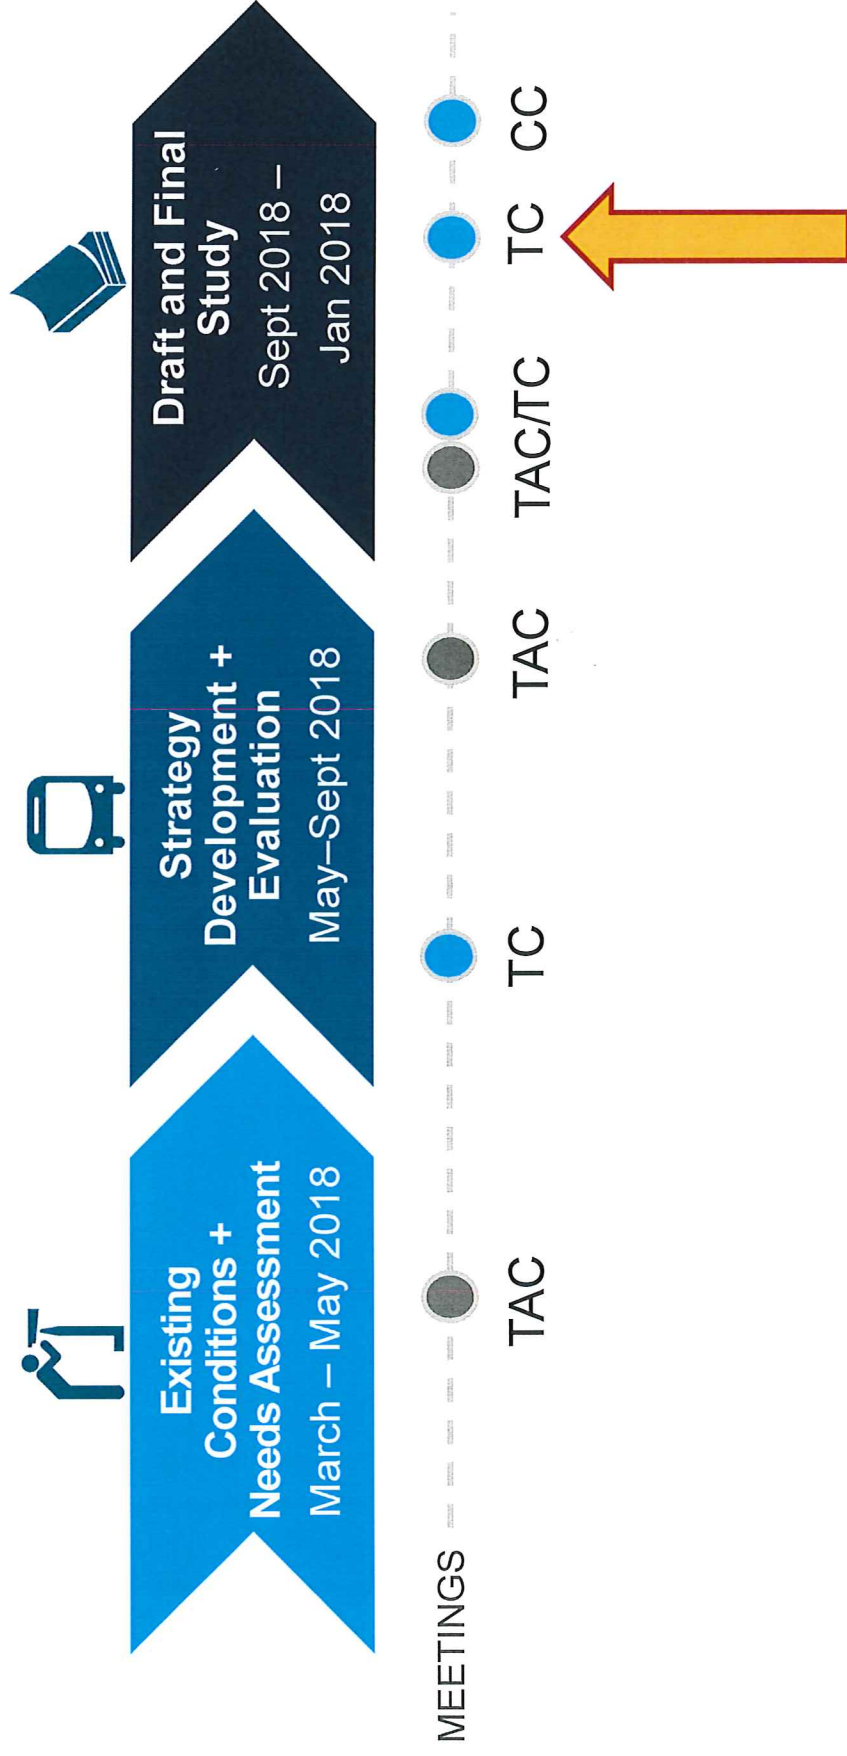 Existing
Conditions +
Needs Assessment
March – May 2018
Strategy
Development +
Evaluation
May–Sept 2018
Draft and Final
Study
Sept 2018 –
Jan 2018
MEETINGS
TAC
TC
TAC
TAC/TC
TC
CC